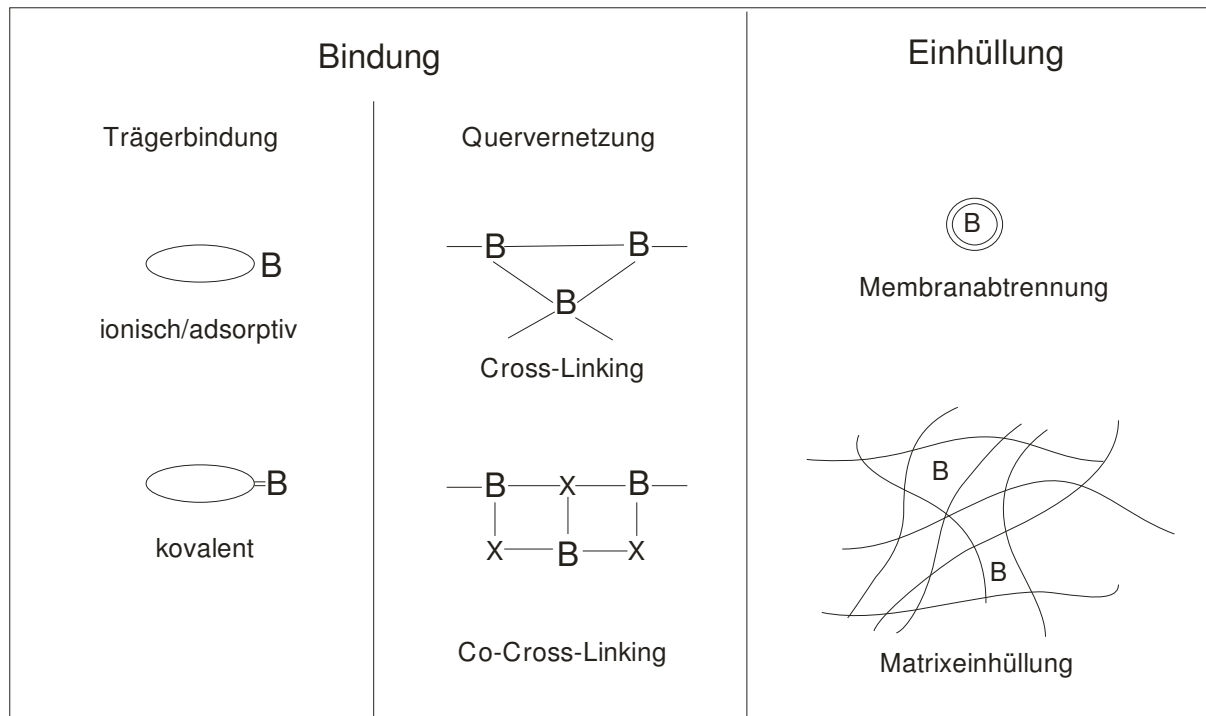 Bindung
Trägerbindung
B
ionisch/adsorptiv
B
kovalent
Quervernetzung
B B
B
Cross-Linking
B X B
X B X
Co-Cross-Linking
Einhüllung
B
Membranabtrennung
B
B
Matrixeinhüllung